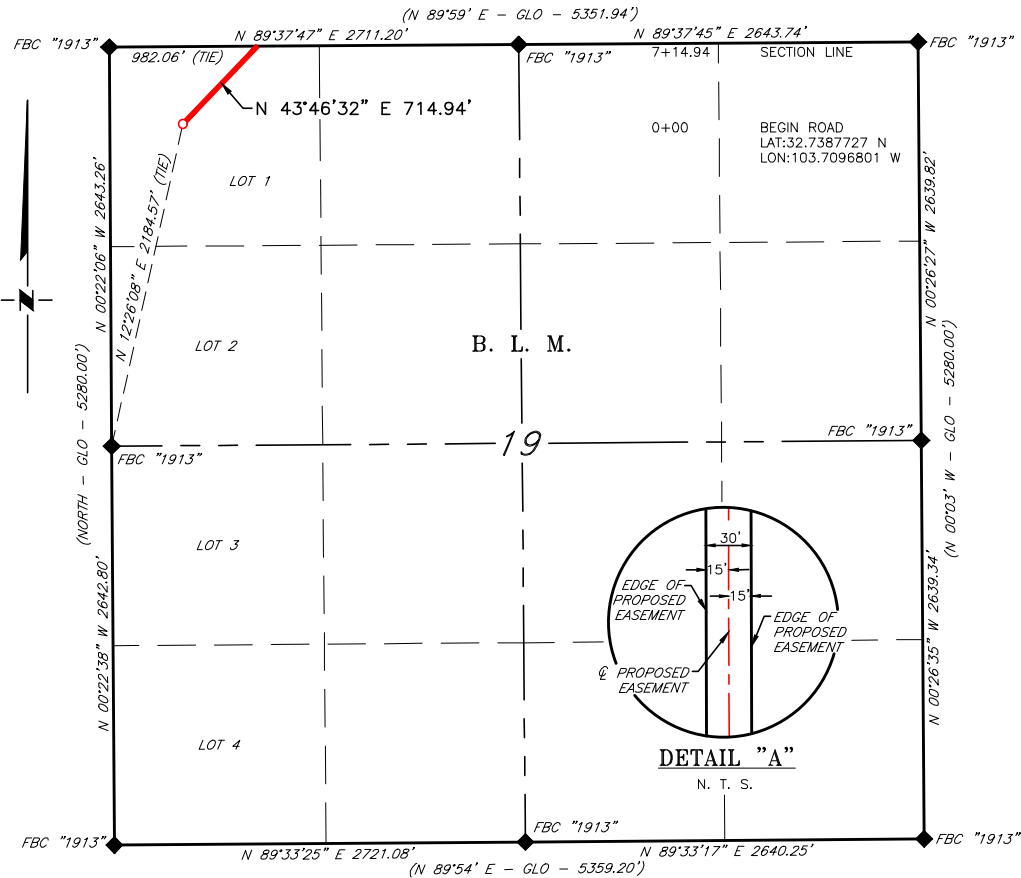 (N 89°59' E - GLO - 5351.94')
N 89°37'47" E 2711.20'
N 89°37'45" E 2643.74'
FBC "1913"
FBC "1913"
FBC "1913"
982.06' (TIE)
7+14.94 SECTION LINE
N 43°46'32" E 714.94'
0+00 BEGIN ROAD
LAT:32.7387727 N
LON:103.7096801 W
LOT 1
N 00°22'06" W 2643.26'
N 12°26'08" E 2184.57' (TIE)
N 00°26'27" W 2639.82'
N
LOT 2
B. L. M.
(NORTH - GLO - 5280.00')
(N 00°03' W - GLO - 5280.00')
FBC "1913"
19
FBC "1913"
LOT 3
30'
15'
15'
EDGE OF
PROPOSED
EASEMENT
EDGE OF
PROPOSED
EASEMENT
℄ PROPOSED
EASEMENT
N 00°22'38" W 2642.80'
N 00°26'35" W 2639.34'
LOT 4
DETAIL "A"
N. T. S.
FBC "1913"
FBC "1913"
FBC "1913"
N 89°33'25" E 2721.08'
N 89°33'17" E 2640.25'
(N 89°54' E - GLO - 5359.20')